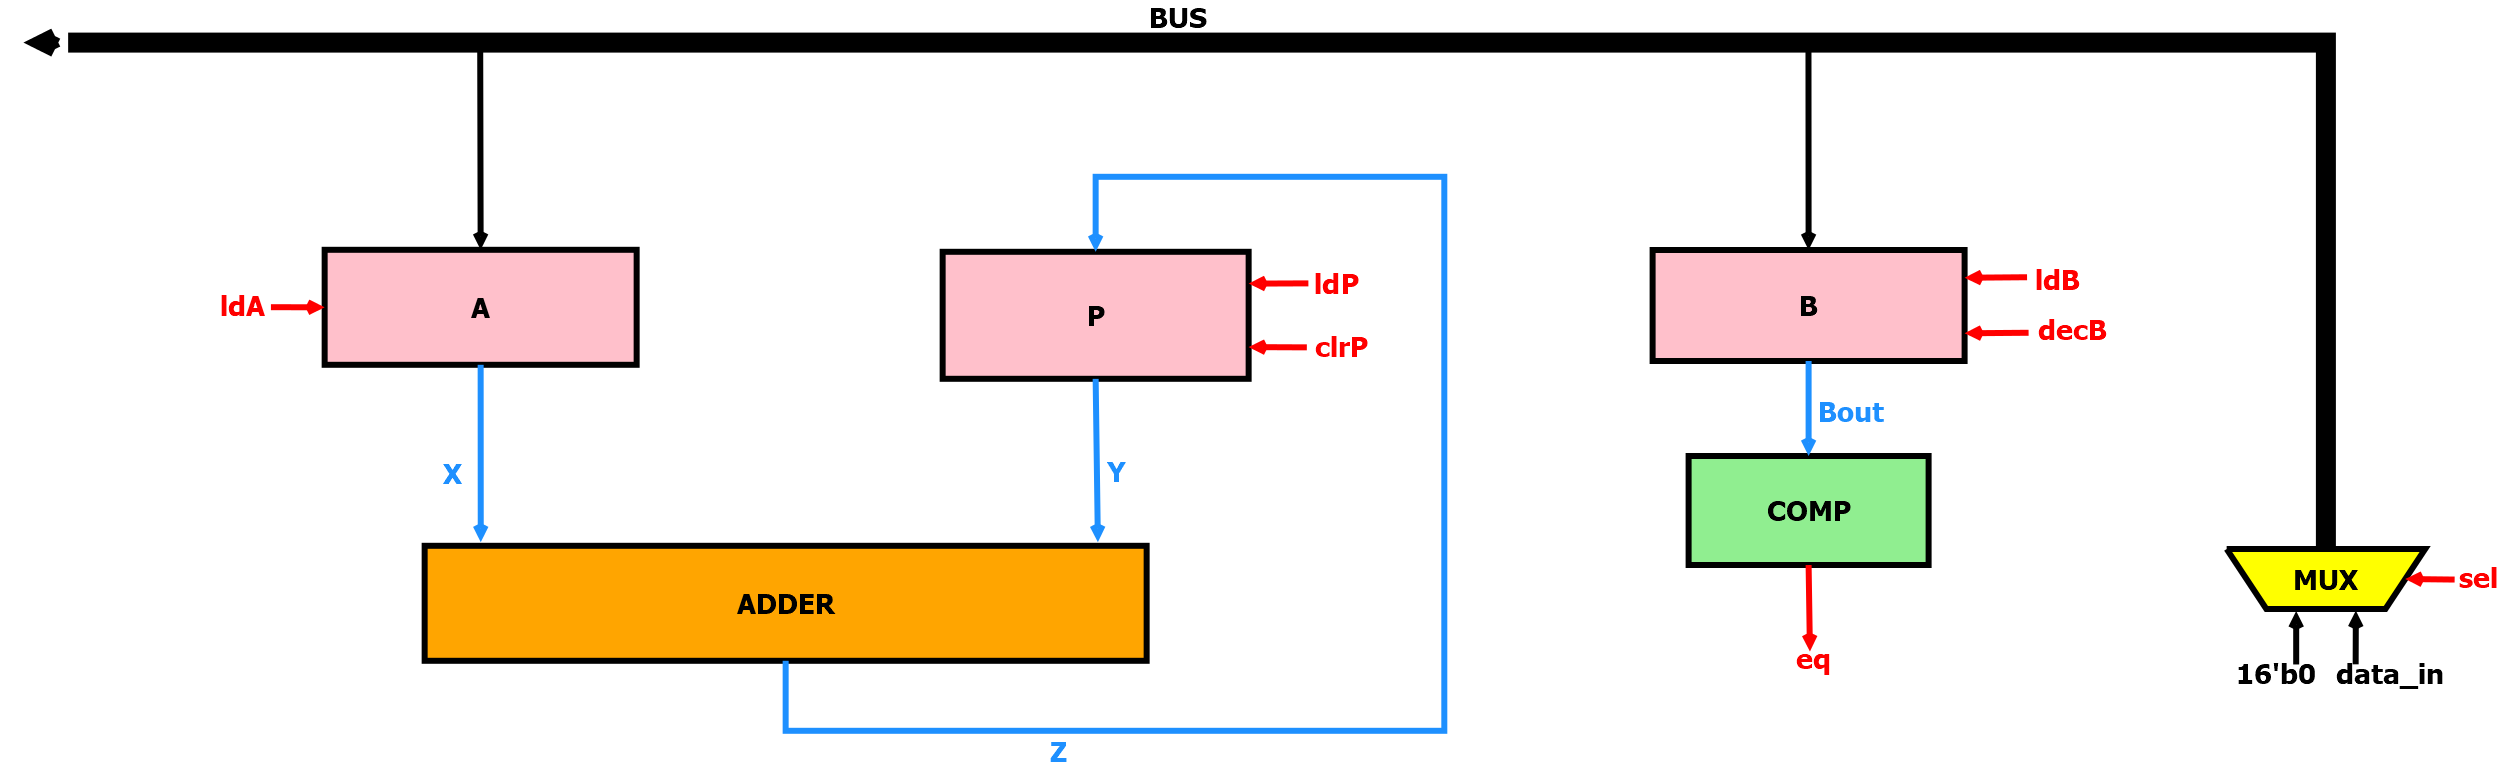 BUS
ldA
A
P
ldP
clrP
B
ldB
decB
Bout
X
Y
COMP
ADDER
MUX
sel
eq
16'b0 data_in
Z